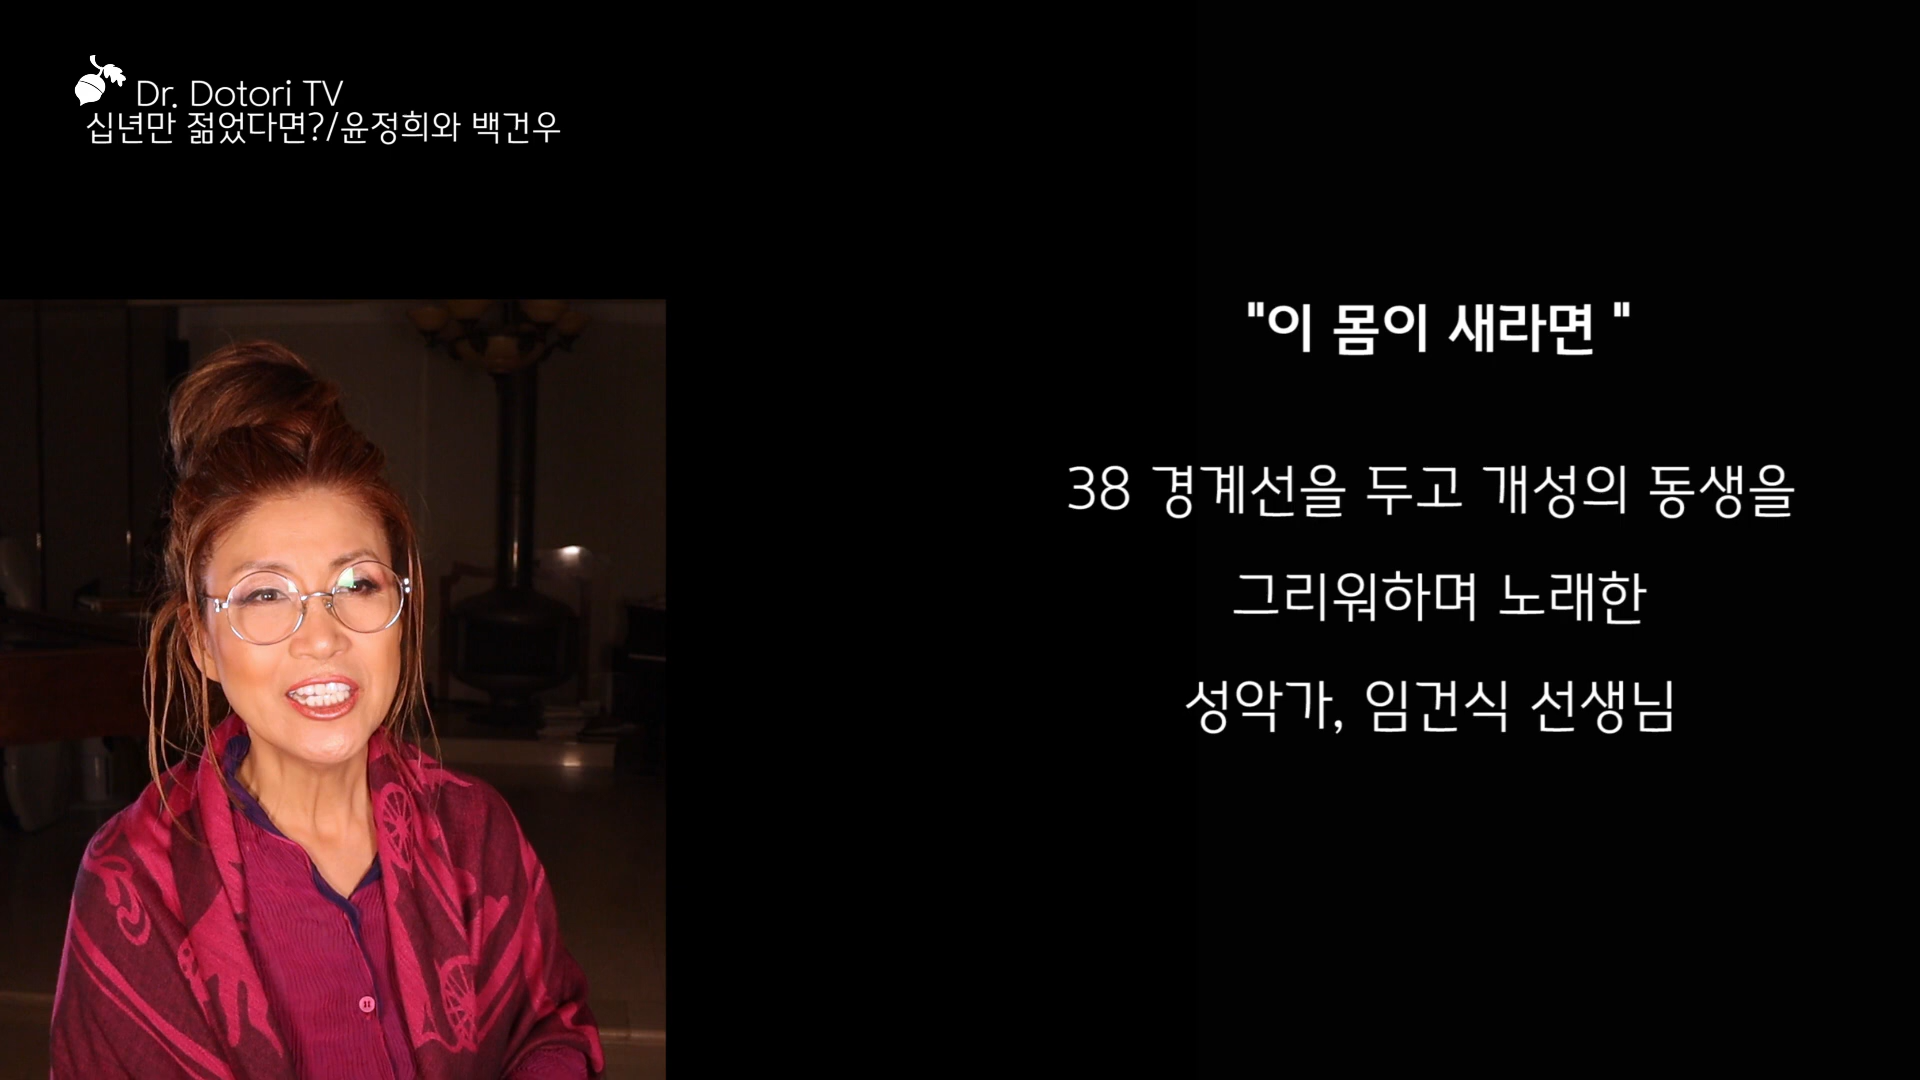 Dr. Dotori TV
십년만 젊었다면?/윤정희와 백건우
"이 몸이 새라면 "
38 경계선을 두고 개성의 동생을
그리워하며 노래한
성악가, 임건식 선생님